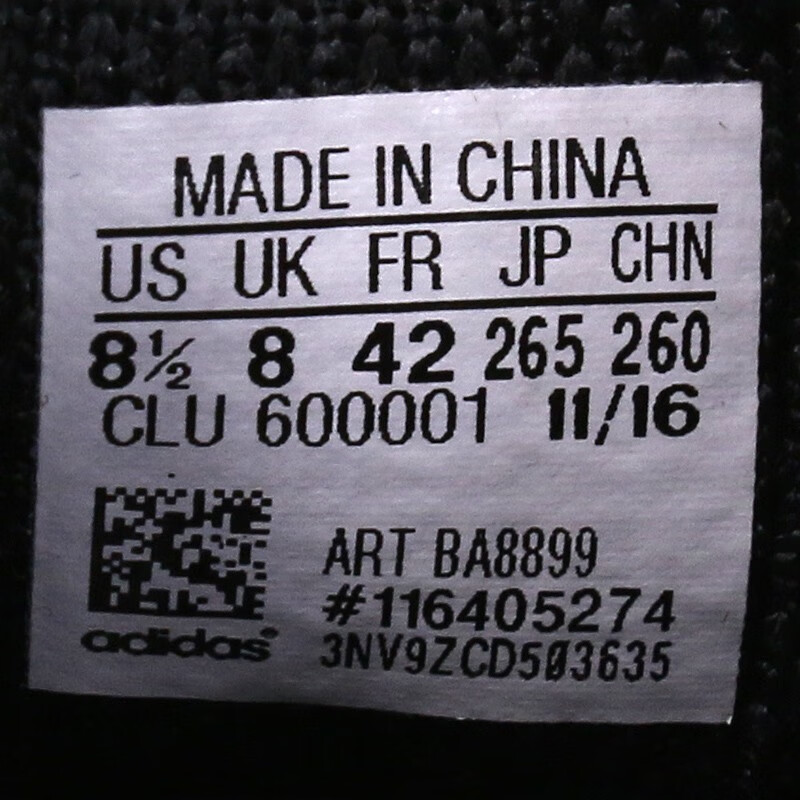 MADE IN CHINA
US UK FR JP CHN
8½ 8 42 265 260
CLU 600001 11/16
ART BA8899
#116405274
adidas®
3NV9ZCD503635